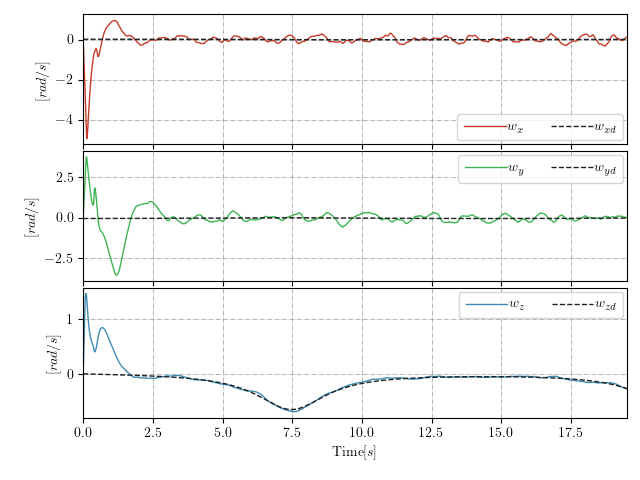 0
−2
−4
[rad/s]
w_x w_xd
2.5
0.0
−2.5
[rad/s]
w_y w_yd
1
0
[rad/s]
w_z w_zd
0.0 2.5 5.0 7.5 10.0 12.5 15.0 17.5
Time[s]